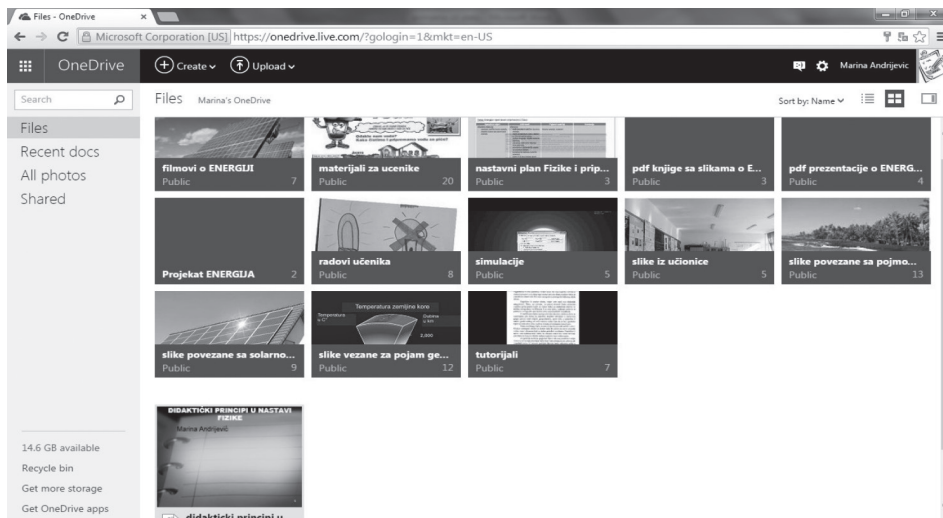 Files - OneDrive
Microsoft Corporation [US] https://onedrive.live.com/?gologin=1&mkt=en-US
OneDrive Create Upload Marina Andrijevic
Search Files Marina's OneDrive Sort by: Name
Files
Recent docs
All photos
Shared
filmovi o ENERGIJI
Public 7
materijali za ucenike
Public 20
nastavni plan Fizike i prip...
Public 3
pdf knjige sa slikama o E...
Public 3
pdf prezentacije o ENERG...
Public 4
Projekat ENERGIJA 2
radovi učenika
Public 8
simulacije
Public 5
slike iz učionice
Public 5
slike povezane sa pojmo...
Public 13
slike povezane sa solarno...
Public 9
Temperatura zemljine kore
Temperatura
u C°
Dubina
u km
2,000
slike vezane za pojam ge...
Public 12
tutorijali
Public 7
DIDAKTIČKI PRINCIPI U NASTAVI
FIZIKE
Marina Andrijević
didakticki principi u
14.6 GB available
Recycle bin
Get more storage
Get OneDrive apps